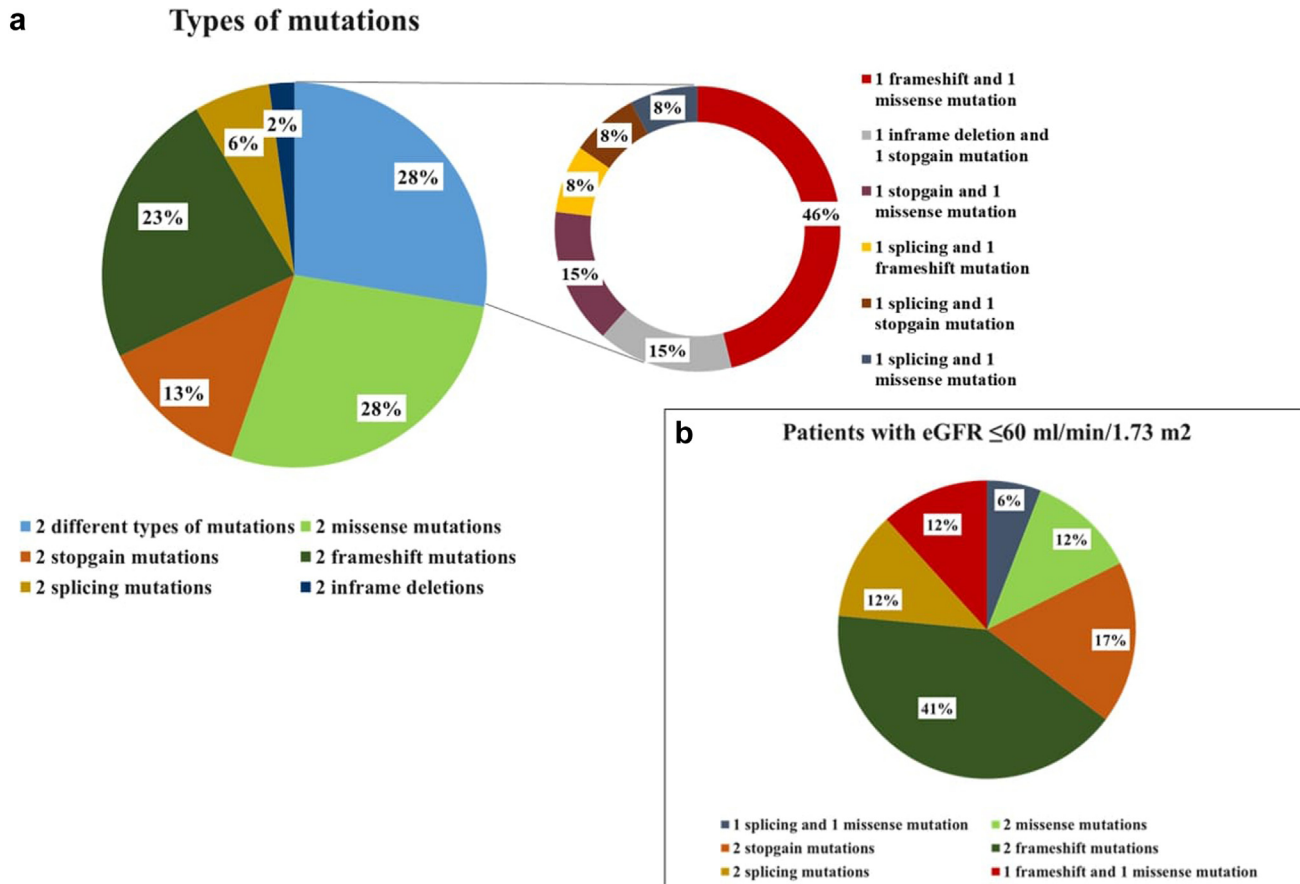 a
Types of mutations
2%
6%
28%
23%
13%
28%
8%
8%
8%
46%
15%
15%
1 frameshift and 1
missense mutation
1 inframe deletion and
1 stopgain mutation
1 stopgain and 1
missense mutation
1 splicing and 1
frameshift mutation
1 splicing and 1
stopgain mutation
1 splicing and 1
missense mutation
2 different types of mutations
2 missense mutations
2 stopgain mutations
2 frameshift mutations
2 splicing mutations
2 inframe deletions
b
Patients with eGFR ≤60 ml/min/1.73 m2
6%
12%
12%
12%
17%
41%
1 splicing and 1 missense mutation
2 missense mutations
2 stopgain mutations
2 frameshift mutations
2 splicing mutations
1 frameshift and 1 missense mutation